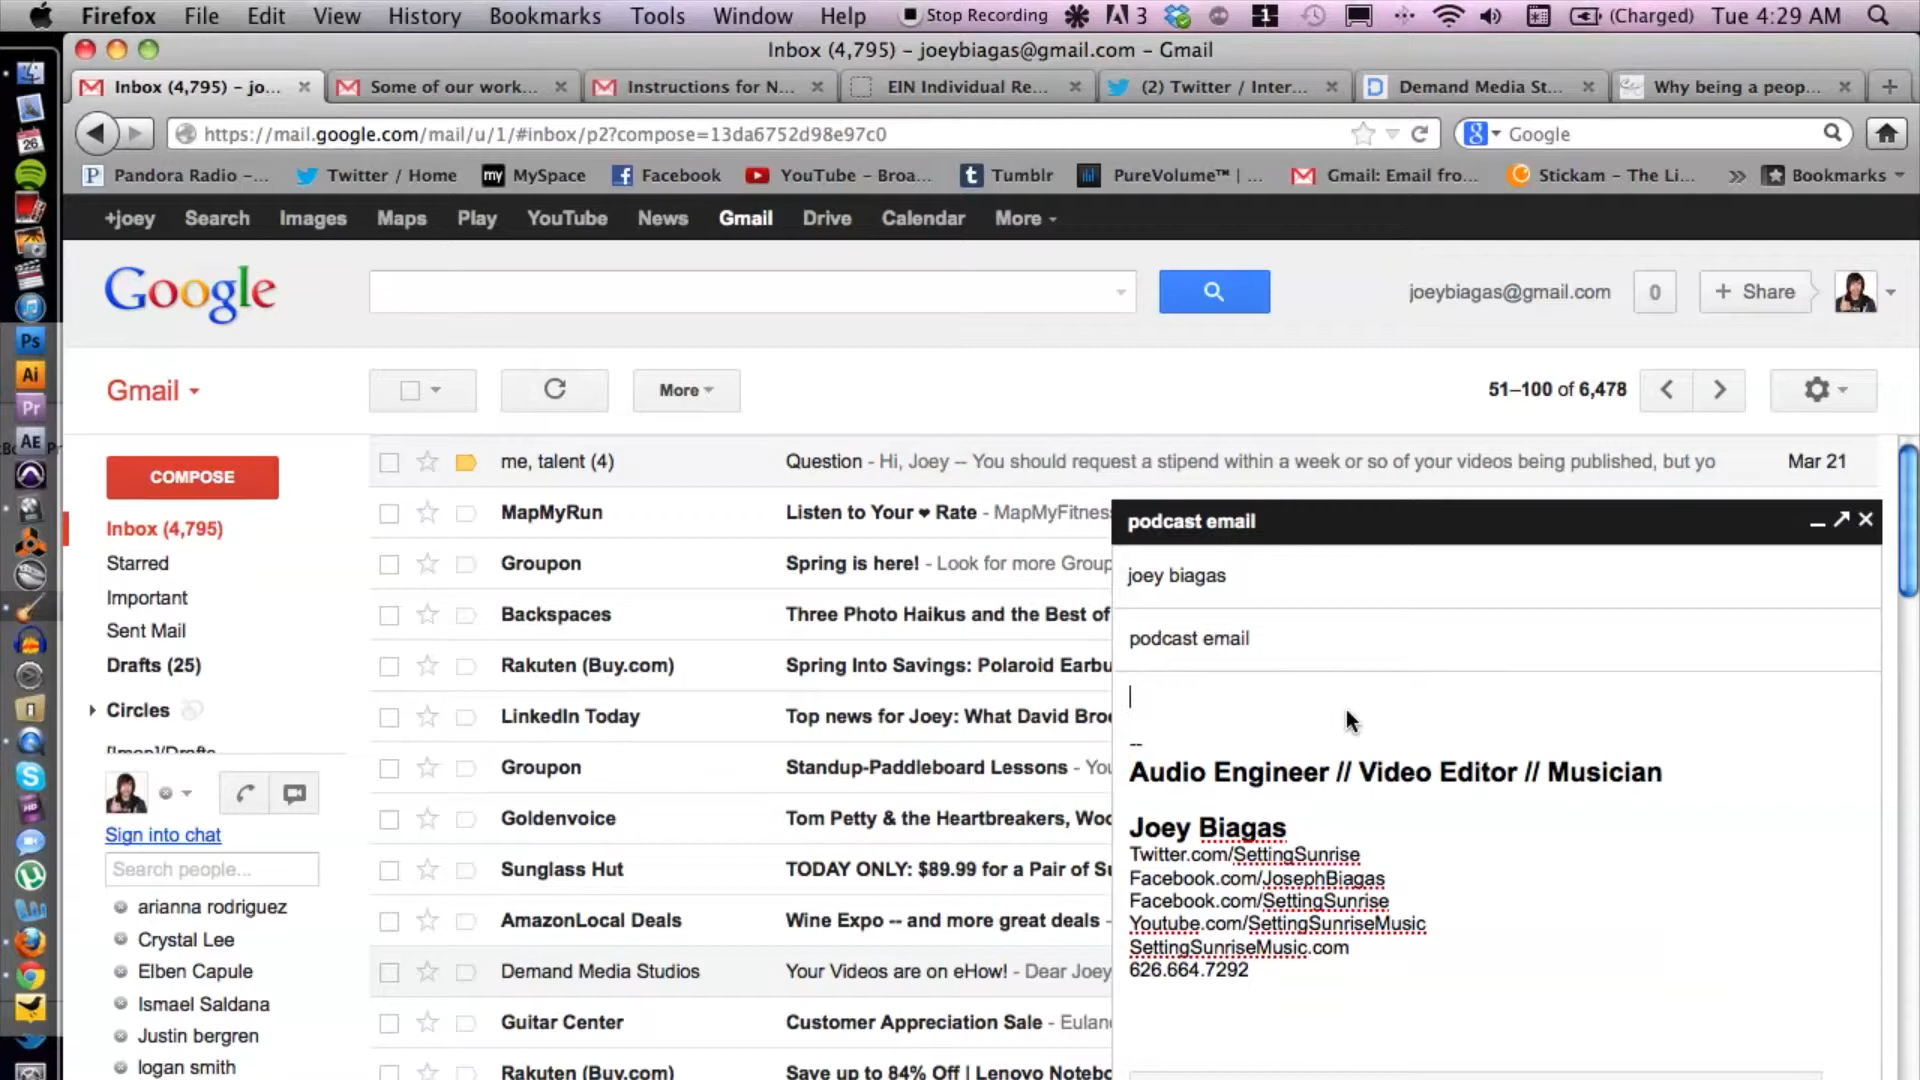 Firefox File Edit View History Bookmarks Tools Window Help Stop Recording 3 1 (Charged) Tue 4:29 AM
Inbox (4,795) – joeybiagas@gmail.com – Gmail
Inbox (4,795) – jo... Some of our work... Instructions for N... EIN Individual Re... (2) Twitter / Inter... Demand Media St... Why being a peop...
https://mail.google.com/mail/u/1/#inbox/p2?compose=13da6752d98e97c0 Google
Pandora Radio –... Twitter / Home my MySpace Facebook YouTube – Broa... Tumblr PureVolume™ | ... Gmail: Email fro... Stickam – The Li... Bookmarks
+joey Search Images Maps Play YouTube News Gmail Drive Calendar More
Google joeybiagas@gmail.com 0 + Share
Gmail More 51–100 of 6,478
COMPOSE
Inbox (4,795)
Starred
Important
Sent Mail
Drafts (25)
Circles
[Imap]/Drafts
Sign into chat
Search people...
arianna rodriguez
Crystal Lee
Elben Capule
Ismael Saldana
Justin bergren
logan smith
me, talent (4) Question - Hi, Joey -- You should request a stipend within a week or so of your videos being published, but yo Mar 21
MapMyRun Listen to Your ❤ Rate - MapMyFitness
Groupon Spring is here! - Look for more Group
Backspaces Three Photo Haikus and the Best of
Rakuten (Buy.com) Spring Into Savings: Polaroid Earbu
LinkedIn Today Top news for Joey: What David Broo
Groupon Standup-Paddleboard Lessons - You
Goldenvoice Tom Petty & the Heartbreakers, Woo
Sunglass Hut TODAY ONLY: $89.99 for a Pair of Su
AmazonLocal Deals Wine Expo -- and more great deals -
Demand Media Studios Your Videos are on eHow! - Dear Joey
Guitar Center Customer Appreciation Sale - Eulan
Rakuten (Buy.com) Save up to 84% Off | Lenovo Notebo
podcast email
joey biagas
podcast email
--
Audio Engineer // Video Editor // Musician
Joey Biagas
Twitter.com/SettingSunrise
Facebook.com/JosephBiagas
Facebook.com/SettingSunrise
Youtube.com/SettingSunriseMusic
SettingSunriseMusic.com
626.664.7292
26
Ps
Ai
Pr
AE
HD